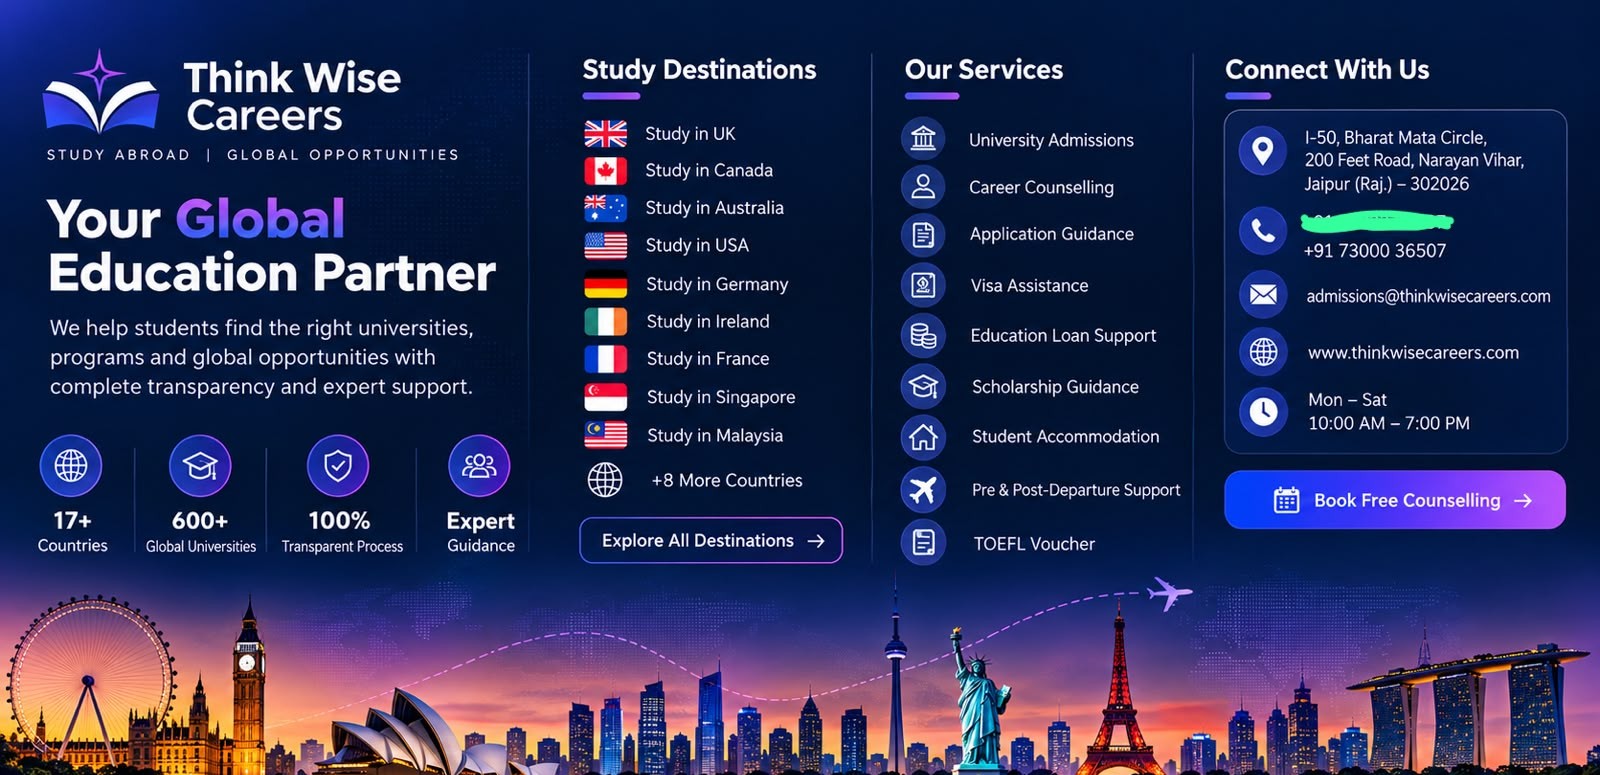 Think Wise
Careers
STUDY ABROAD | GLOBAL OPPORTUNITIES
Your Global
Education Partner
We help students find the right universities,
programs and global opportunities with
complete transparency and expert support.
17+
Countries
600+
Global Universities
100%
Transparent Process
Expert
Guidance
Study Destinations
Study in UK
Study in Canada
Study in Australia
Study in USA
Study in Germany
Study in Ireland
Study in France
Study in Singapore
Study in Malaysia
+8 More Countries
Explore All Destinations →
Our Services
University Admissions
Career Counselling
Application Guidance
Visa Assistance
Education Loan Support
Scholarship Guidance
Student Accommodation
Pre & Post-Departure Support
TOEFL Voucher
Connect With Us
I-50, Bharat Mata Circle,
200 Feet Road, Narayan Vihar,
Jaipur (Raj.) – 302026
+91 73000 36507
admissions@thinkwisecareers.com
www.thinkwisecareers.com
Mon – Sat
10:00 AM – 7:00 PM
Book Free Counselling →